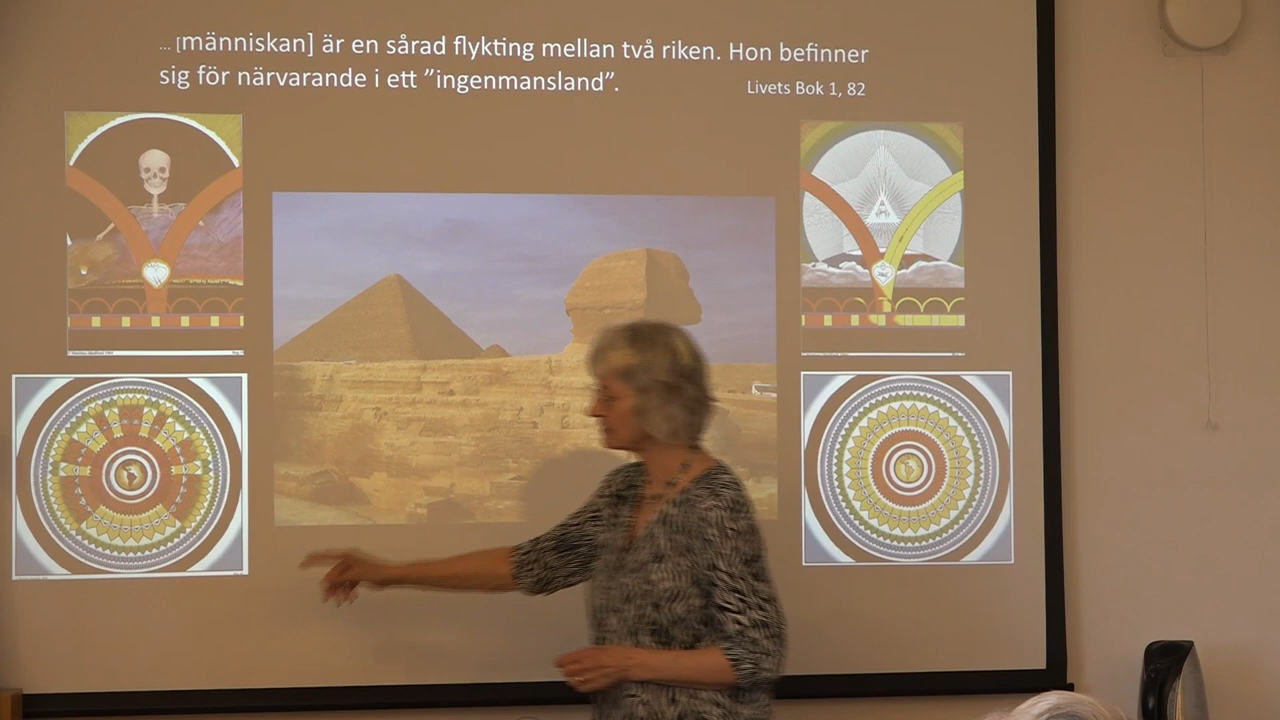 ... [människan] är en sårad flykting mellan två riken. Hon befinner
sig för närvarande i ett ”ingenmansland”.
Livets Bok 1, 82